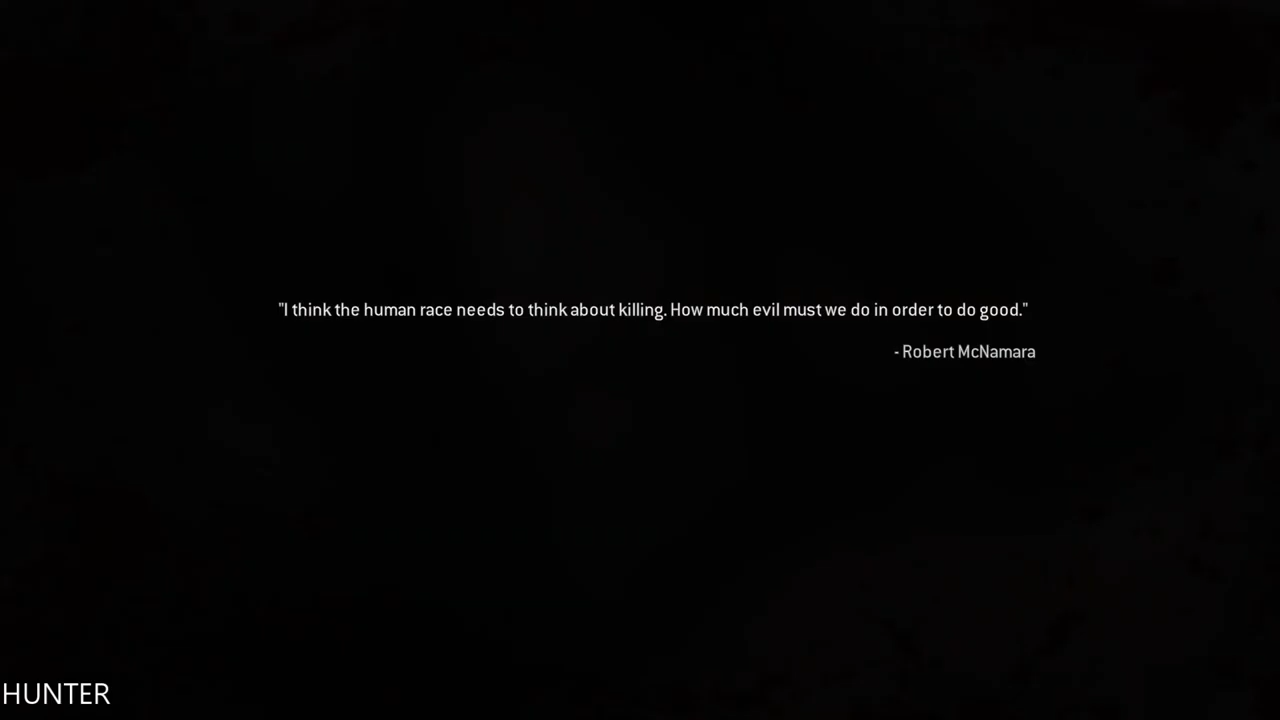 "I think the human race needs to think about killing. How much evil must we do in order to do good."
- Robert McNamara
HUNTER